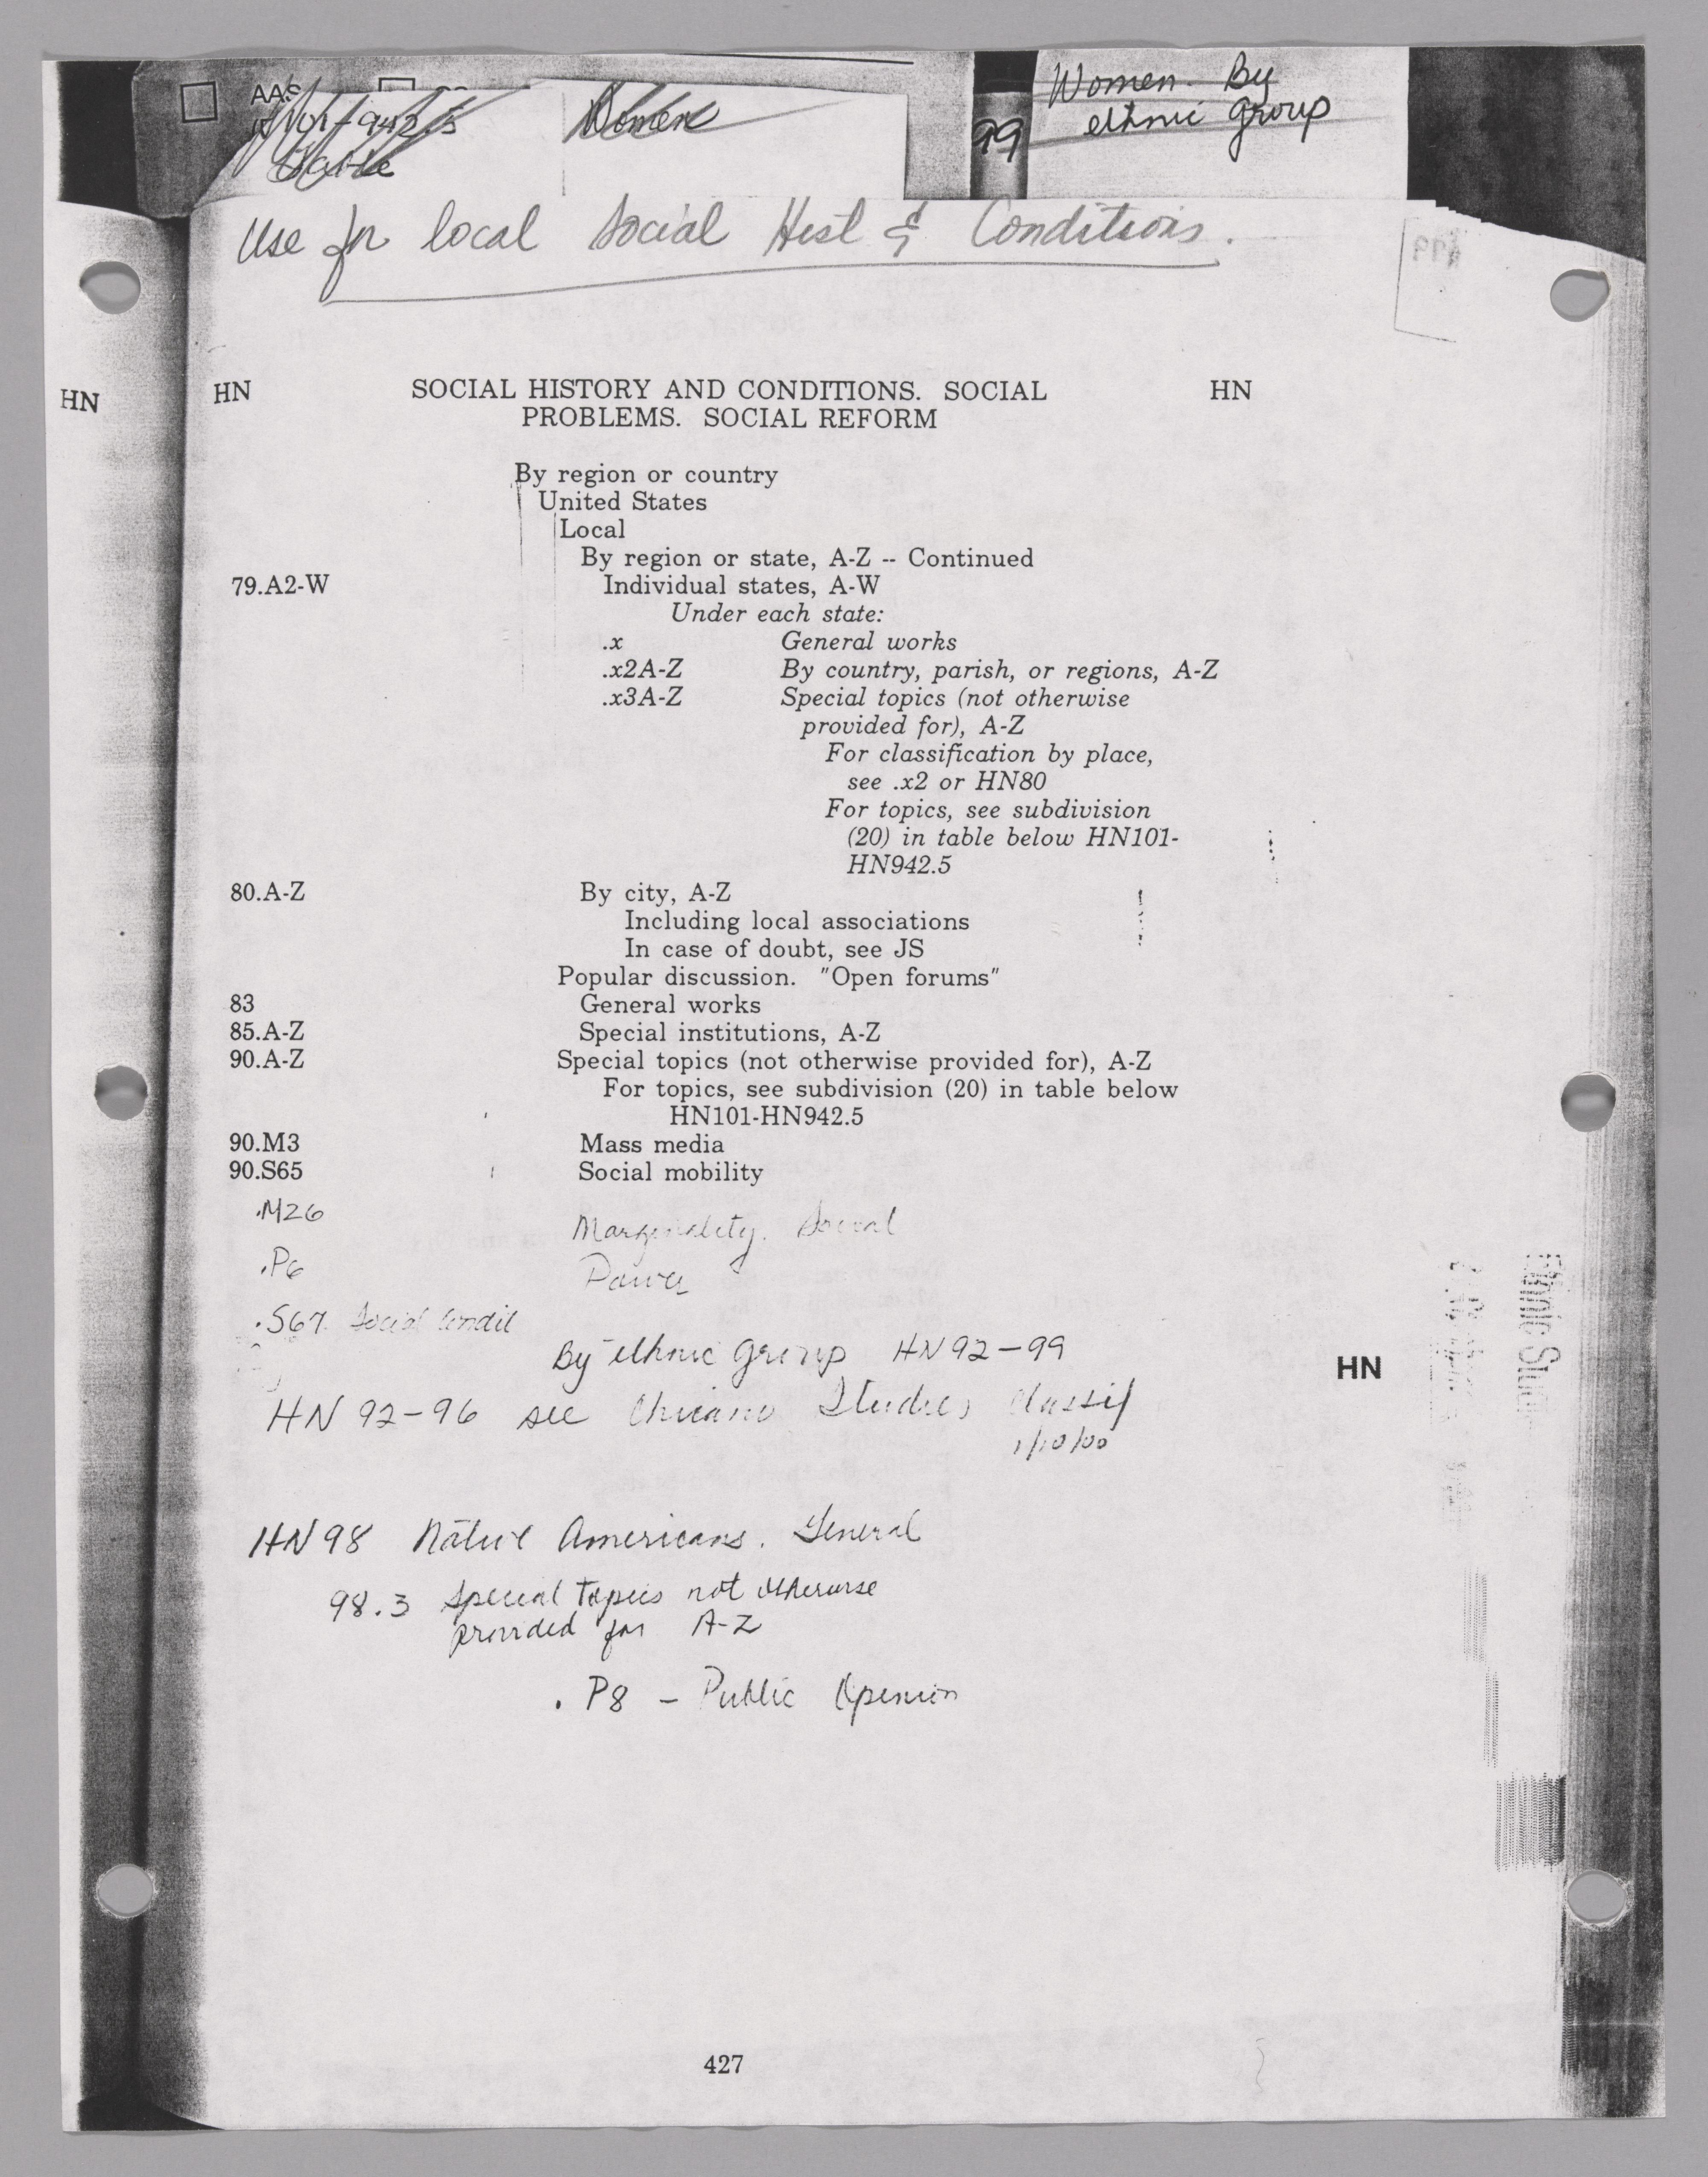 AAS
Women
99
Women. By
ethnic group
Use for local Social Hist & Conditions.
HN HN SOCIAL HISTORY AND CONDITIONS. SOCIAL HN
PROBLEMS. SOCIAL REFORM
By region or country
United States
Local
By region or state, A-Z -- Continued
79.A2-W Individual states, A-W
Under each state:
.x General works
.x2A-Z By country, parish, or regions, A-Z
.x3A-Z Special topics (not otherwise
provided for), A-Z
For classification by place,
see .x2 or HN80
For topics, see subdivision
(20) in table below HN101-
HN942.5
80.A-Z By city, A-Z
Including local associations
In case of doubt, see JS
Popular discussion. "Open forums"
83 General works
85.A-Z Special institutions, A-Z
90.A-Z Special topics (not otherwise provided for), A-Z
For topics, see subdivision (20) in table below
HN101-HN942.5
90.M3 Mass media
90.S65 Social mobility
.M26 Marginality. Social
.P6 Power
.S67 Social Condit
By ethnic group HN 92-99
HN
HN 92-96 see Chicano Studies Classif
1/10/00
HN 98 Native Americans. General
98.3 Special Topics not otherwise
provided for A-Z
. P8 - Public Opinion
427